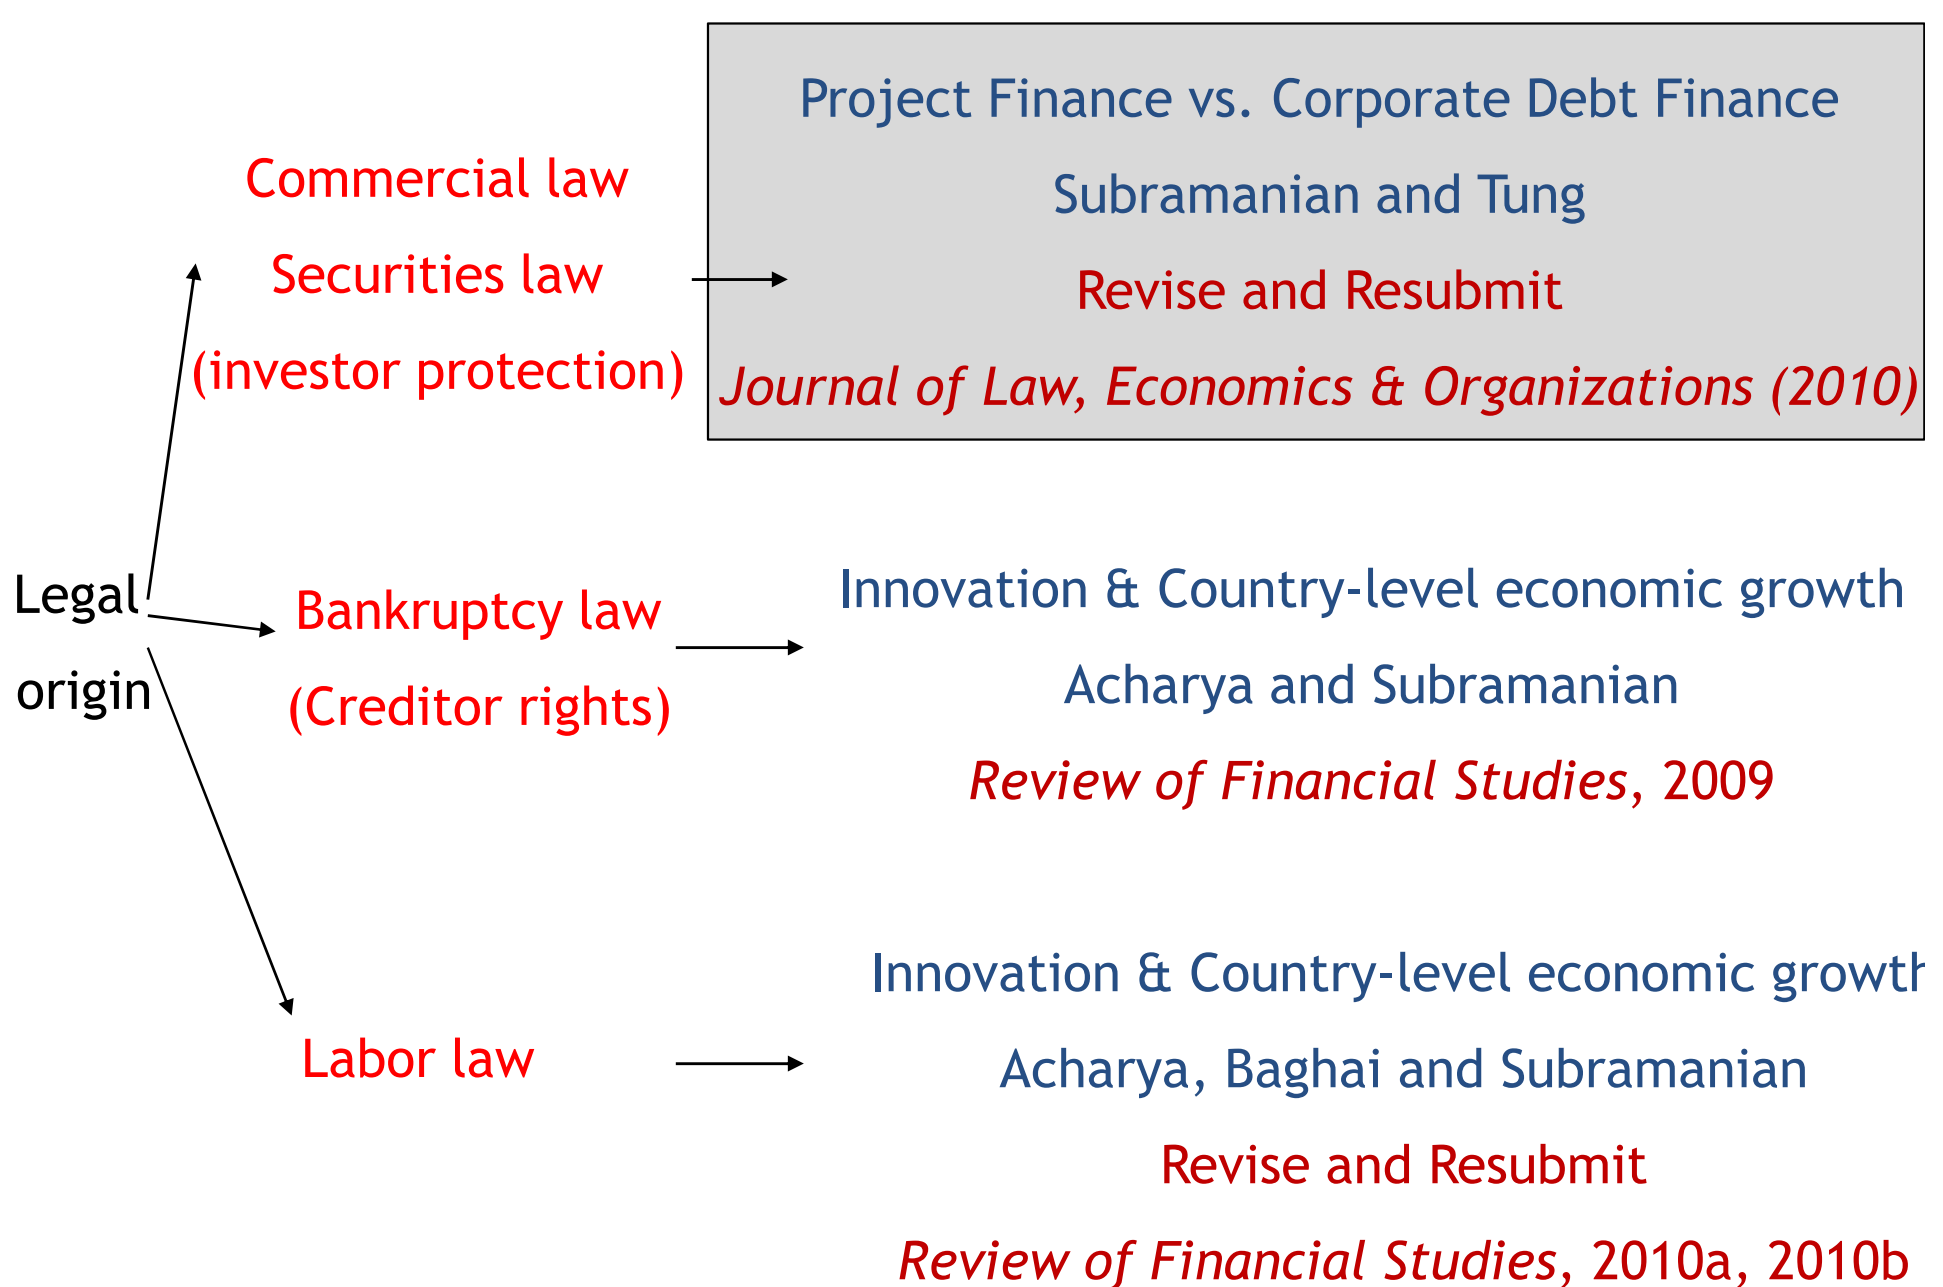 Project Finance vs. Corporate Debt Finance
Subramanian and Tung
Revise and Resubmit
Journal of Law, Economics & Organizations (2010)
Commercial law
Securities law
(investor protection)
Legal
origin
Bankruptcy law
(Creditor rights)
Innovation & Country-level economic growth
Acharya and Subramanian
Review of Financial Studies, 2009
Labor law
Innovation & Country-level economic growth
Acharya, Baghai and Subramanian
Revise and Resubmit
Review of Financial Studies, 2010a, 2010b